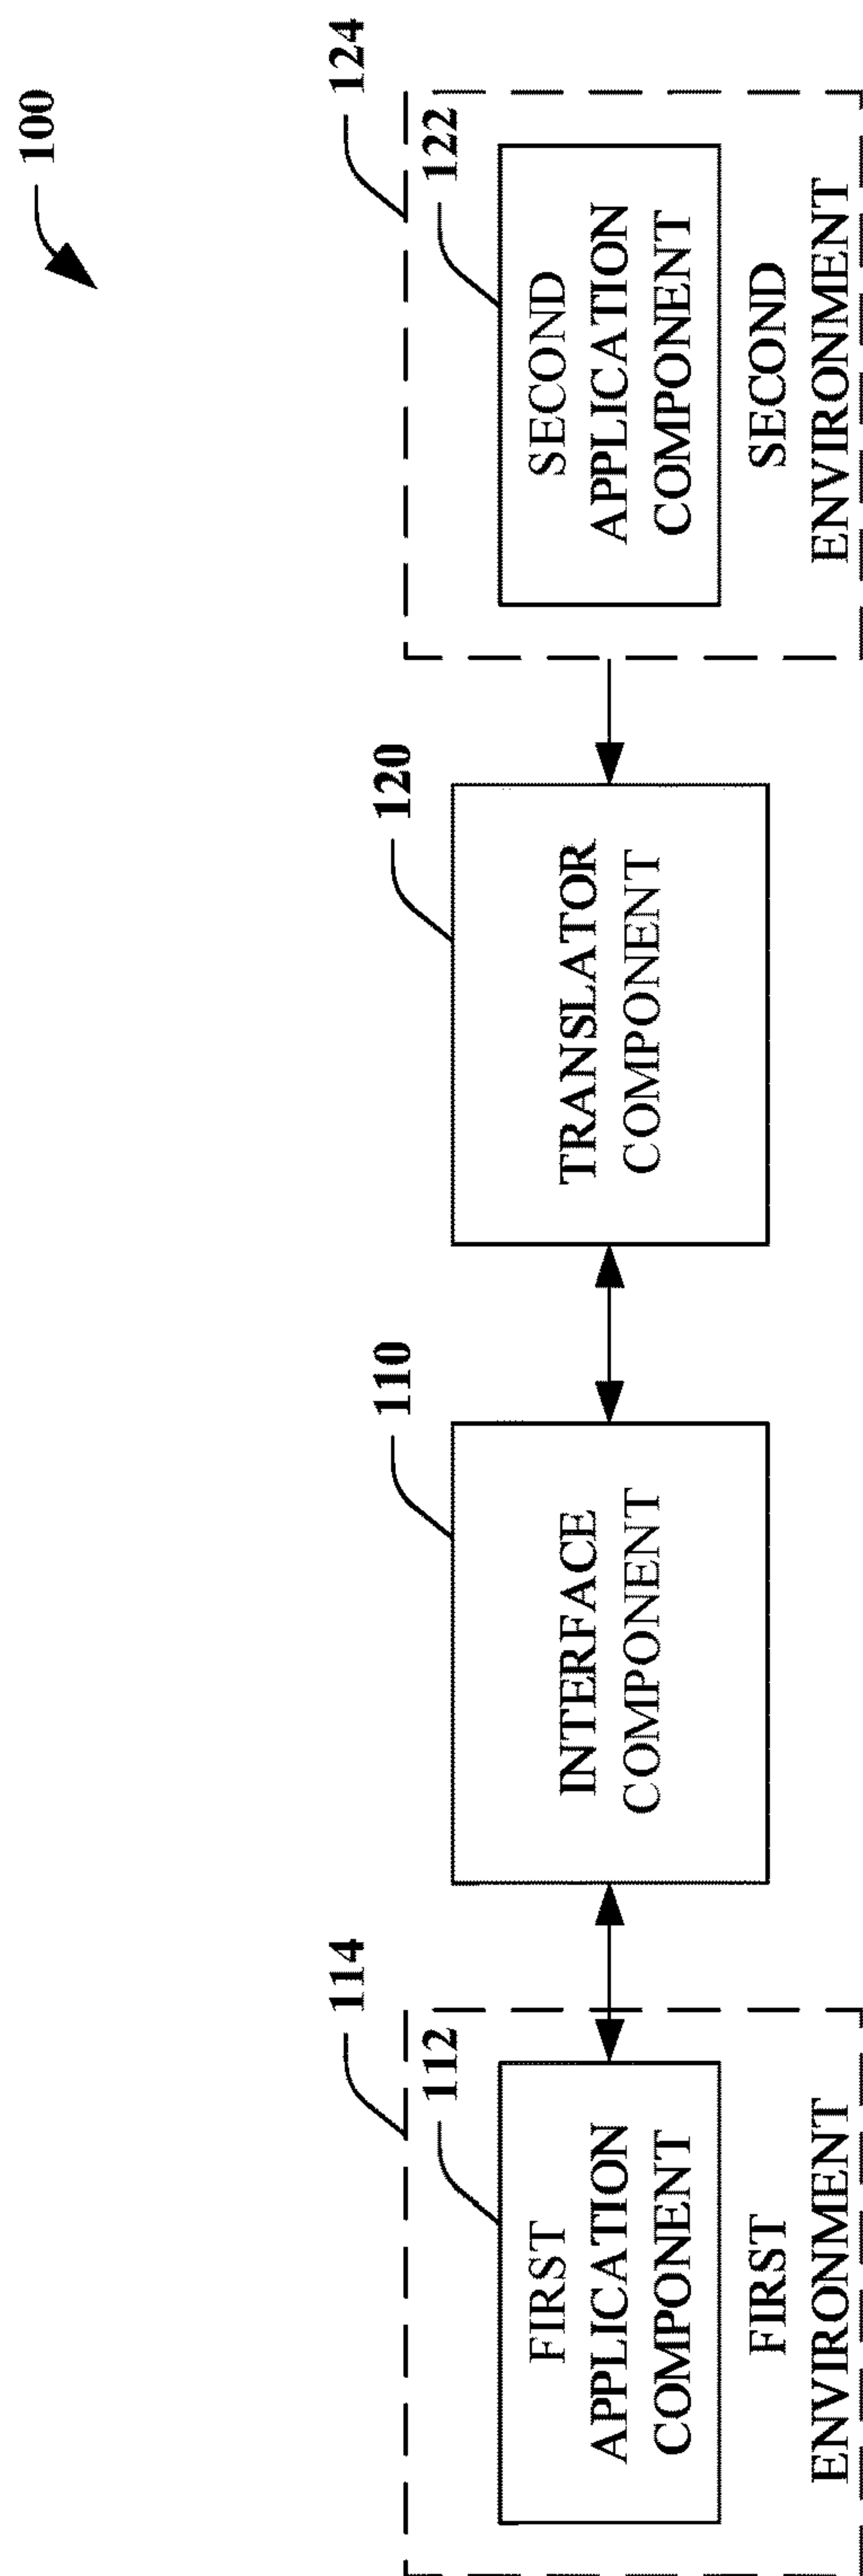 100
114
112
FIRST
APPLICATION
COMPONENT
FIRST
ENVIRONMENT
110
INTERFACE
COMPONENT
120
TRANSLATOR
COMPONENT
124
122
SECOND
APPLICATION
COMPONENT
SECOND
ENVIRONMENT